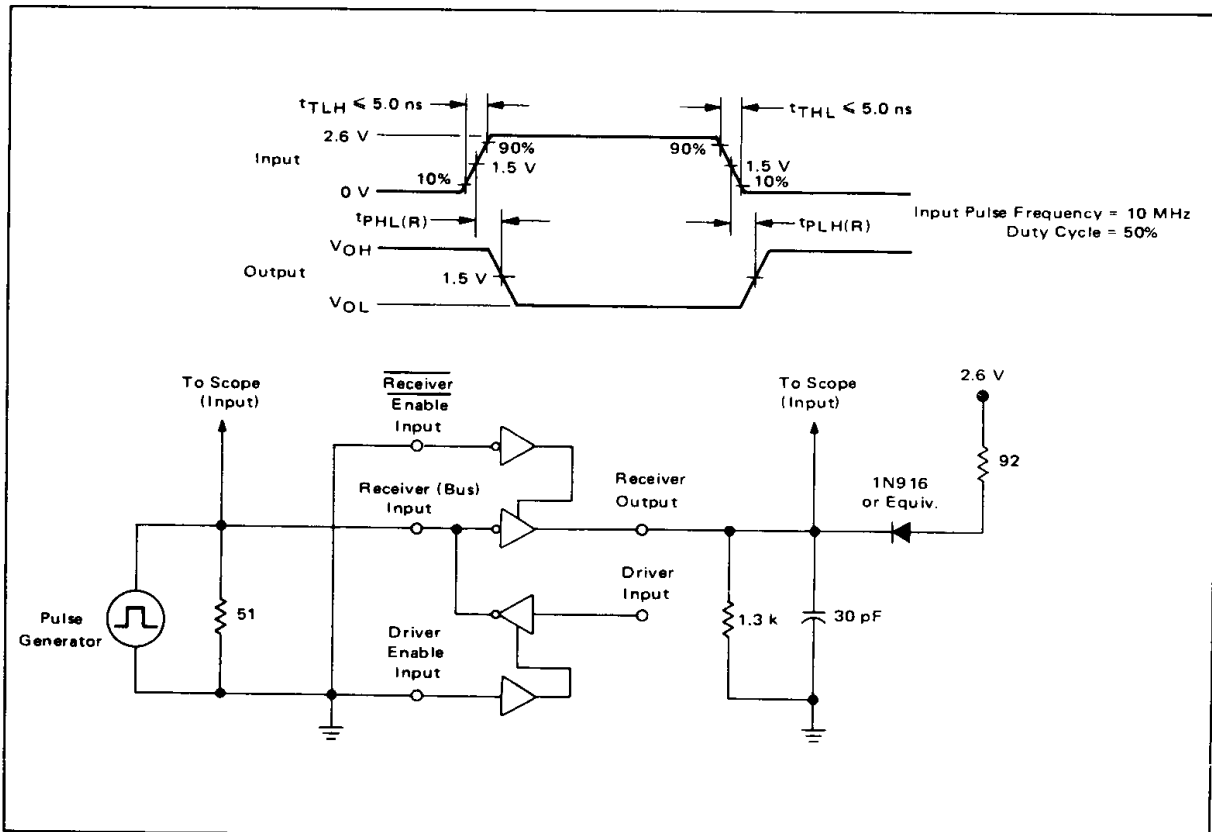 tTLH ≤ 5.0 ns
tTHL ≤ 5.0 ns
2.6 V
90%
90%
Input
1.5 V
1.5 V
10%
10%
0 V
tPHL(R)
tPLH(R)
Input Pulse Frequency = 10 MHz
Duty Cycle = 50%
VOH
Output
1.5 V
VOL
To Scope
(Input)
Receiver
Enable
Input
To Scope
(Input)
2.6 V
92
Receiver (Bus)
Input
Receiver
Output
1N916
or Equiv.
Pulse
Generator
51
Driver
Input
1.3 k
30 pF
Driver
Enable
Input